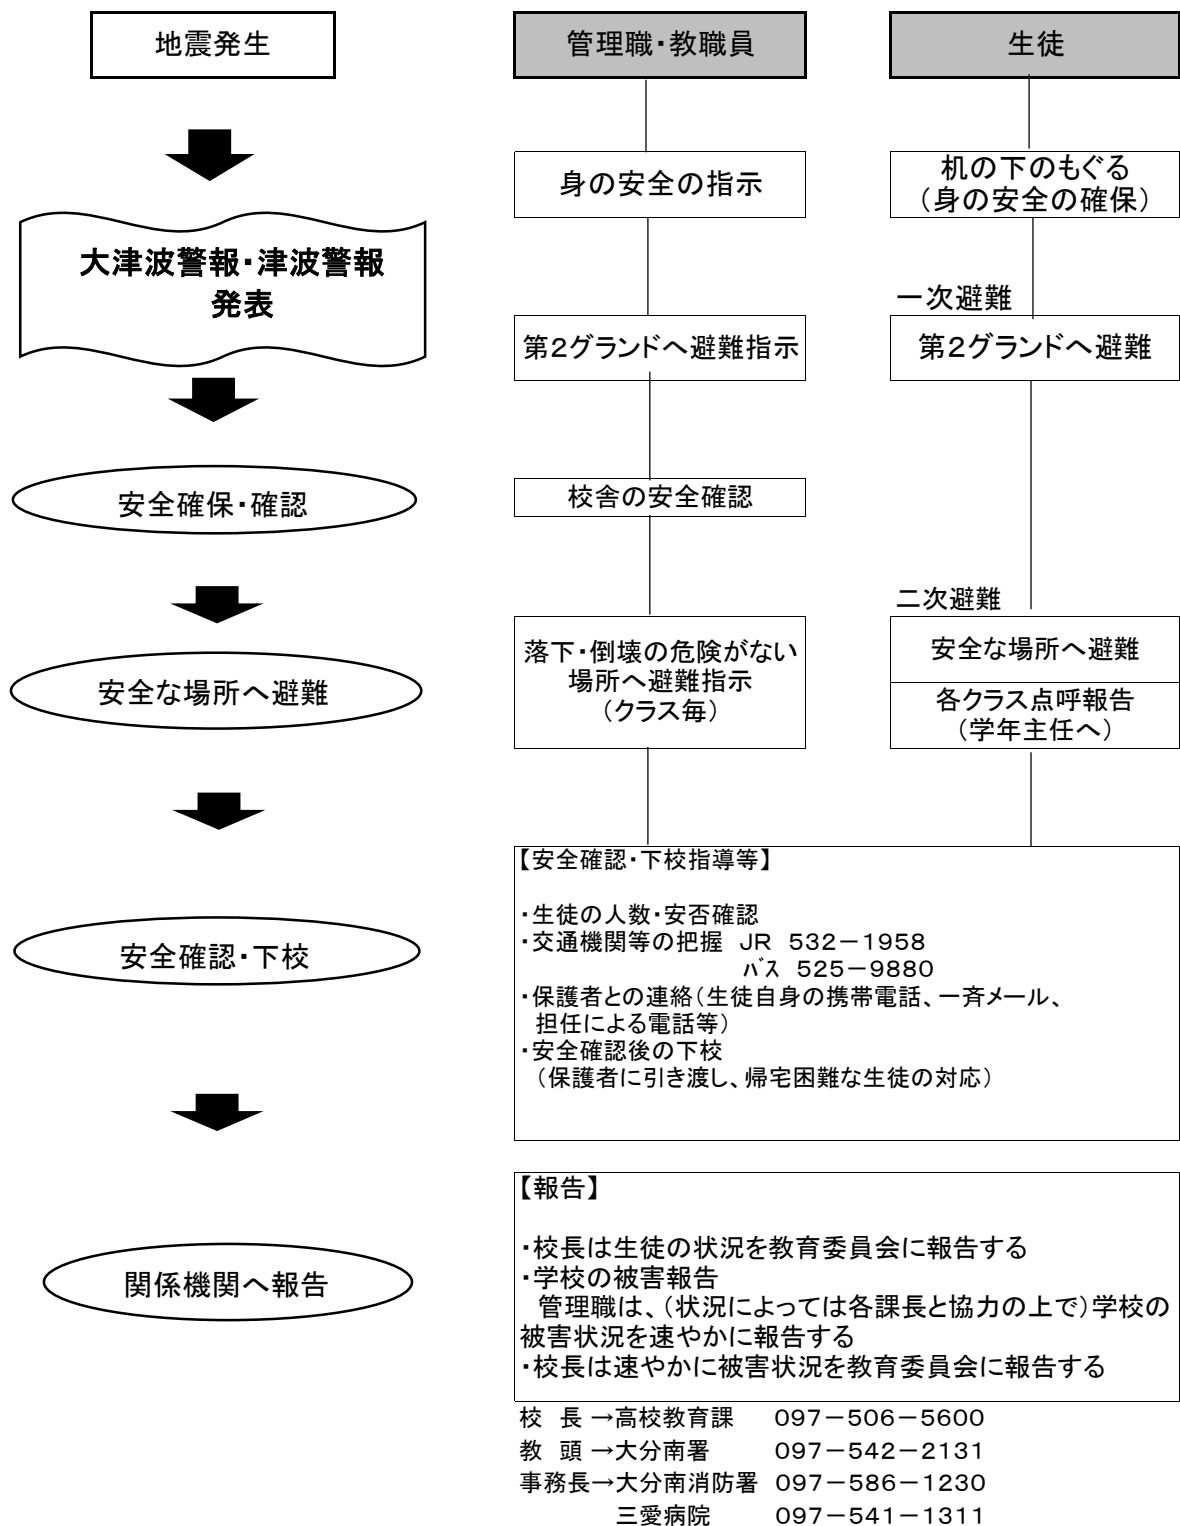 地震発生
管理職・教職員
生徒
身の安全の指示
机の下のもぐる
（身の安全の確保）
大津波警報・津波警報
発表
一次避難
第２グランドへ避難指示
第２グランドへ避難
安全確保・確認
校舎の安全確認
二次避難
安全な場所へ避難
落下・倒壊の危険がない
場所へ避難指示
（クラス毎）
安全な場所へ避難
各クラス点呼報告
（学年主任へ）
安全確認・下校
【安全確認・下校指導等】
・生徒の人数・安否確認
・交通機関等の把握　ＪＲ　５３２－１９５８
ﾊﾞｽ　５２５－９８８０
・保護者との連絡（生徒自身の携帯電話、一斉メール、
担任による電話等）
・安全確認後の下校
（保護者に引き渡し、帰宅困難な生徒の対応）
関係機関へ報告
【報告】
・校長は生徒の状況を教育委員会に報告する
・学校の被害報告
管理職は、（状況によっては各課長と協力の上で）学校の
被害状況を速やかに報告する
・校長は速やかに被害状況を教育委員会に報告する
校　長→高校教育課　０９７－５０６－５６００
教　頭→大分南署　０９７－５４２－２１３１
事務長→大分南消防署　０９７－５８６－１２３０
三愛病院　０９７－５４１－１３１１